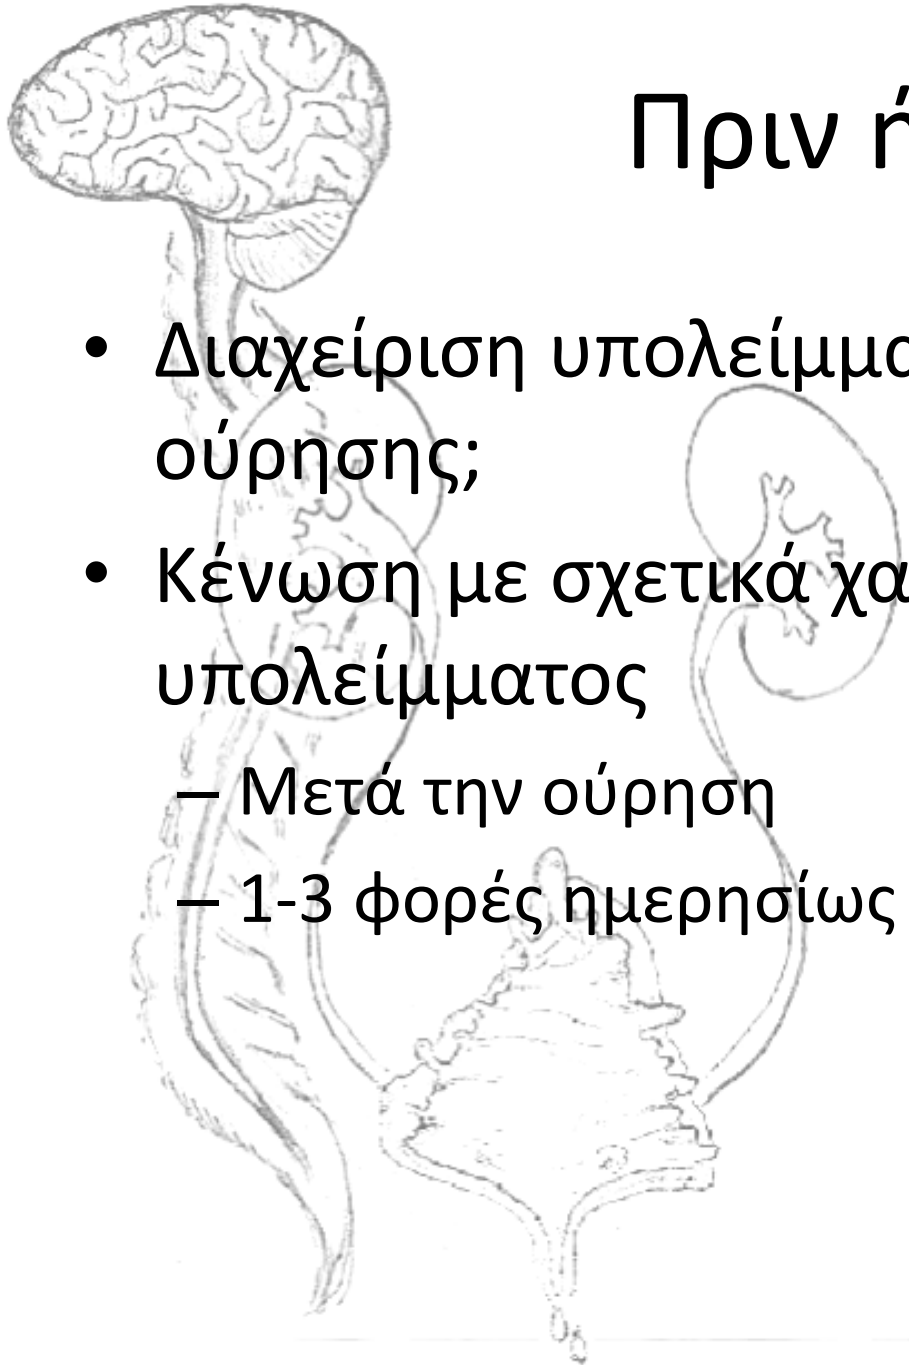 Πριν ή
• Διαχείριση υπολείμμα
ούρησης;
• Κένωση με σχετικά χα
υπολείμματος
– Μετά την ούρηση
– 1-3 φορές ημερησίως